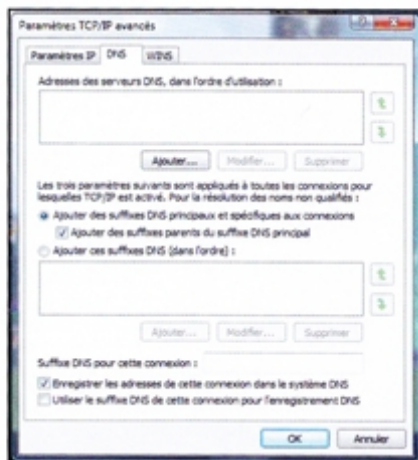 Paramètres TCP/IP avancés
Paramètres IP DNS WINS
Adresses des serveurs DNS, dans l'ordre d'utilisation :
Ajouter... Modifier... Supprimer
Les trois paramètres suivants sont appliqués à toutes les connexions pour
lesquelles TCP/IP est activé. Pour la résolution des noms non qualifiés :
Ajouter des suffixes DNS principaux et spécifiques aux connexions
Ajouter des suffixes parents du suffixe DNS principal
Ajouter ces suffixes DNS (dans l'ordre) :
Ajouter... Modifier... Supprimer
Suffixe DNS pour cette connexion :
Enregistrer les adresses de cette connexion dans le système DNS
Utiliser le suffixe DNS de cette connexion pour l'enregistrement DNS
OK Annuler